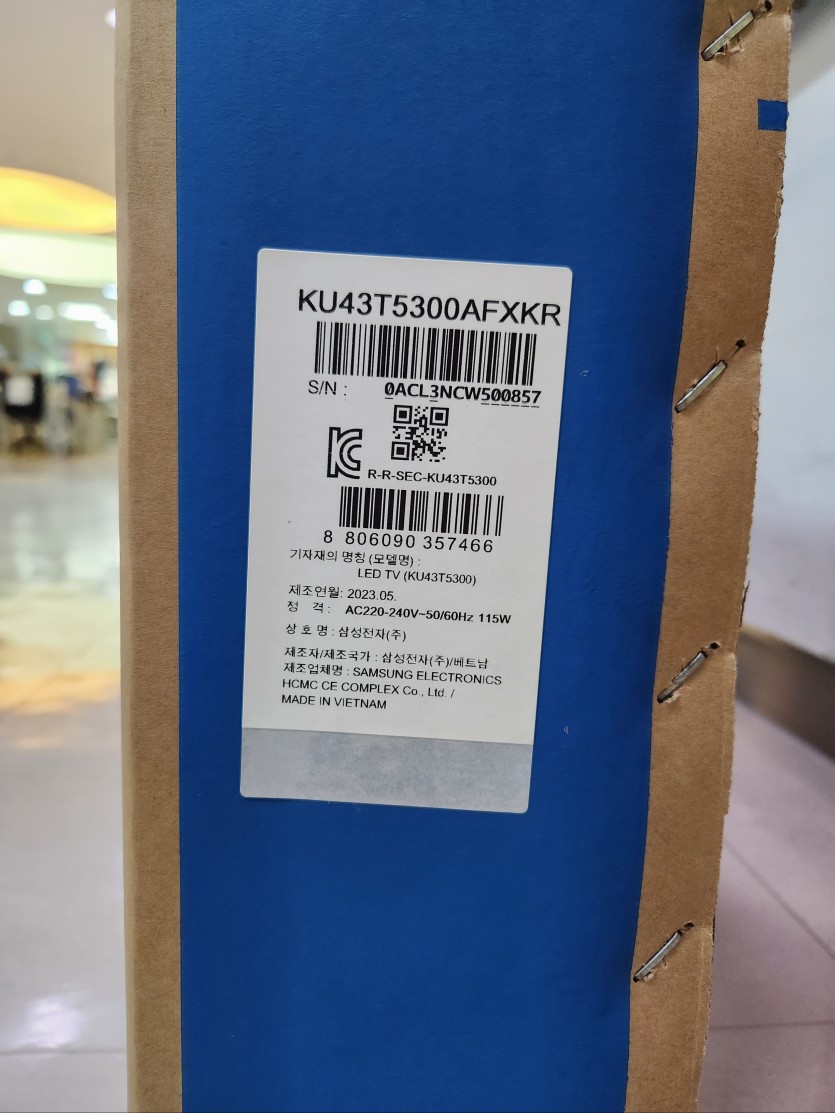 KU43T5300AFXKR
S/N : 0ACL3NCW500857
R-R-SEC-KU43T5300
8 806090 357466
기자재의 명칭 (모델명) :
LED TV (KU43T5300)
제조연월: 2023.05.
정 격 : AC220-240V~50/60Hz 115W
상 호 명 : 삼성전자(주)
제조자/제조국가 : 삼성전자(주)/베트남
제조업체명 : SAMSUNG ELECTRONICS
HCMC CE COMPLEX Co., Ltd. /
MADE IN VIETNAM